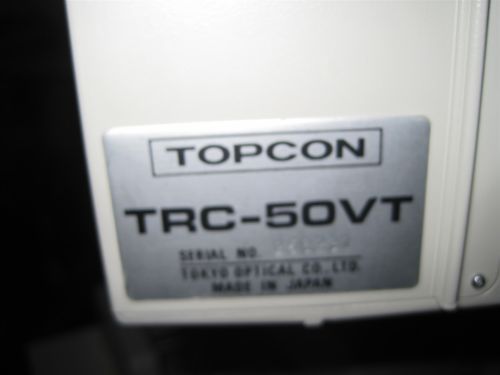 TOPCON
TRC-50VT
SERIAL NO.
TOKYO OPTICAL CO., LTD.
MADE IN JAPAN